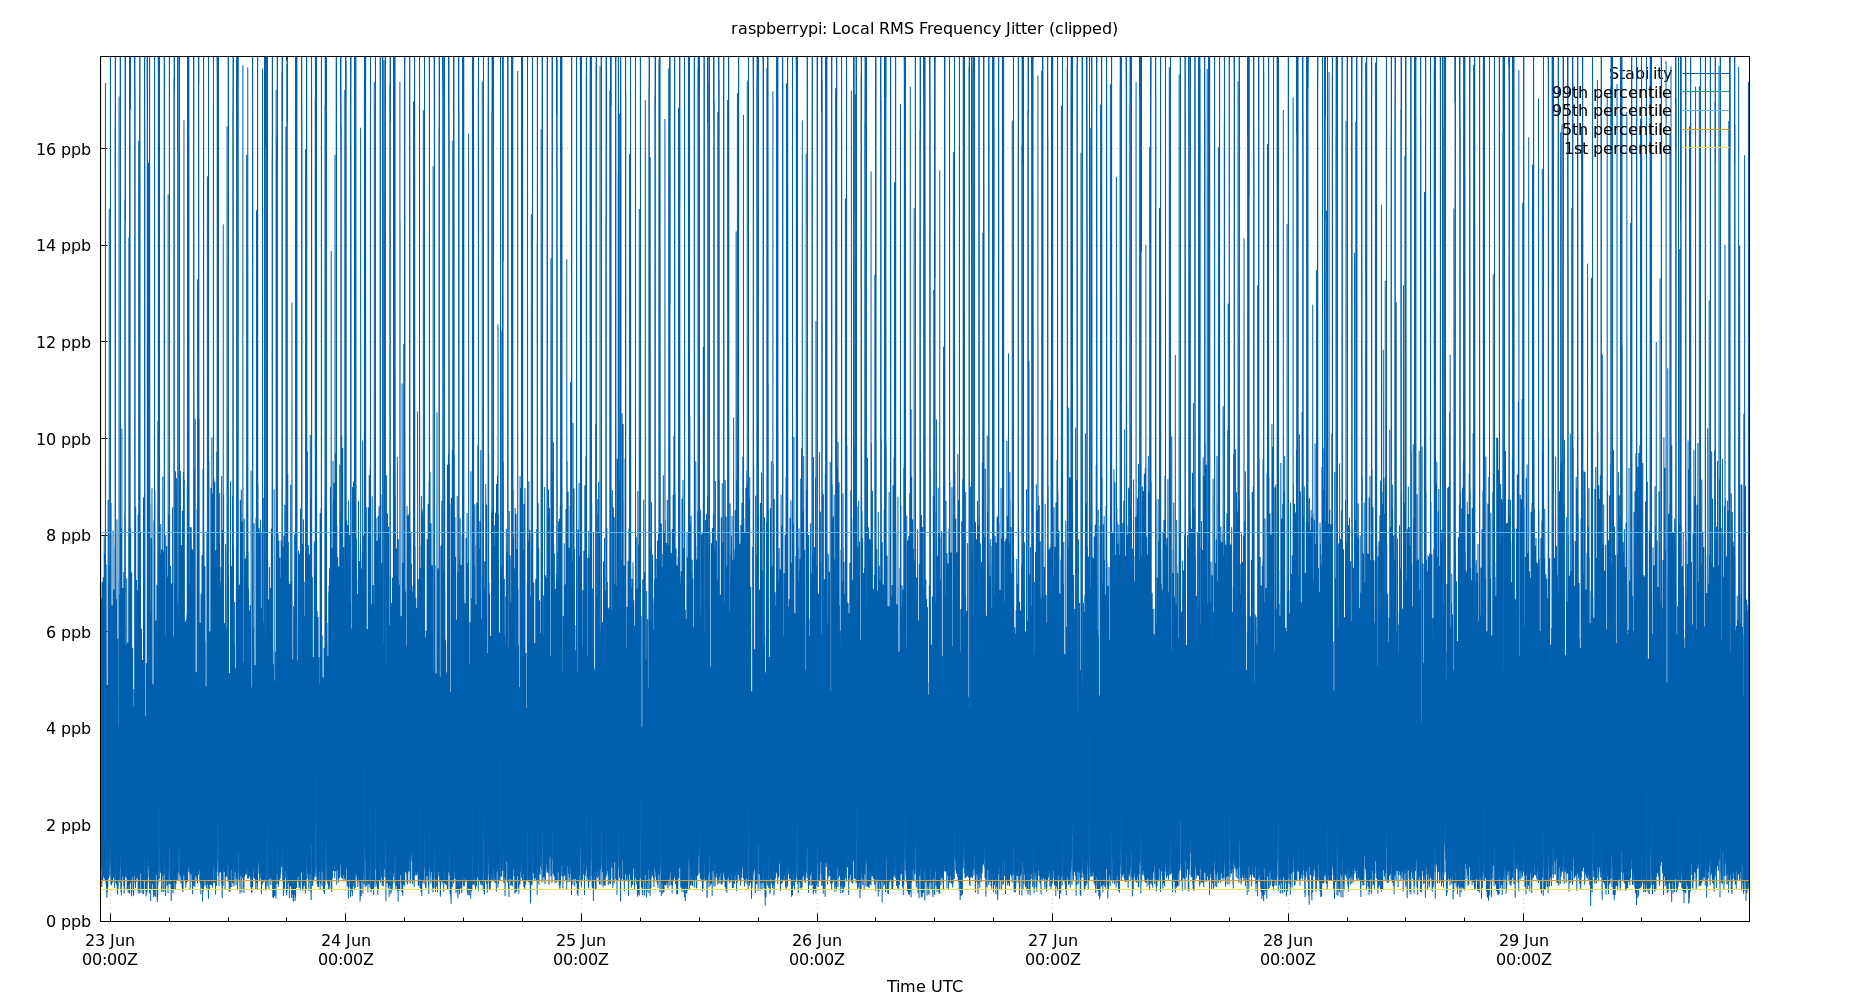 raspberrypi: Local RMS Frequency Jitter (clipped)
Stability
99th percentile
95th percentile
5th percentile
1st percentile
16 ppb
14 ppb
12 ppb
10 ppb
8 ppb
6 ppb
4 ppb
2 ppb
0 ppb
23 Jun 24 Jun 25 Jun 26 Jun 27 Jun 28 Jun 29 Jun
00:00Z 00:00Z 00:00Z 00:00Z 00:00Z 00:00Z 00:00Z
Time UTC